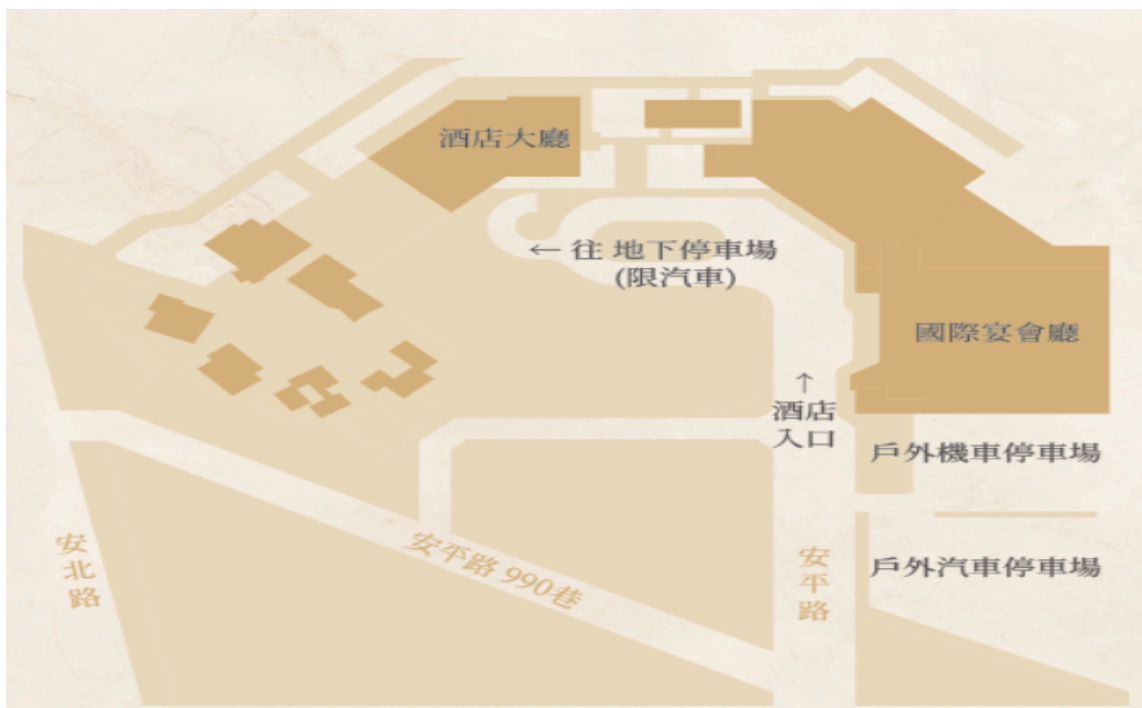 酒店大廳
← 往 地下停車場
(限汽車)
國際宴會廳
↑
酒店
入口
戶外機車停車場
安北路
安平路 990巷
安平路
戶外汽車停車場